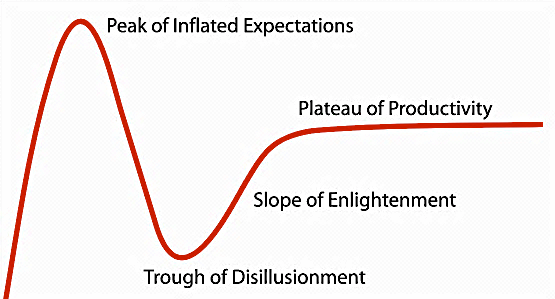 Peak of Inflated Expectations
Plateau of Productivity
Slope of Enlightenment
Trough of Disillusionment